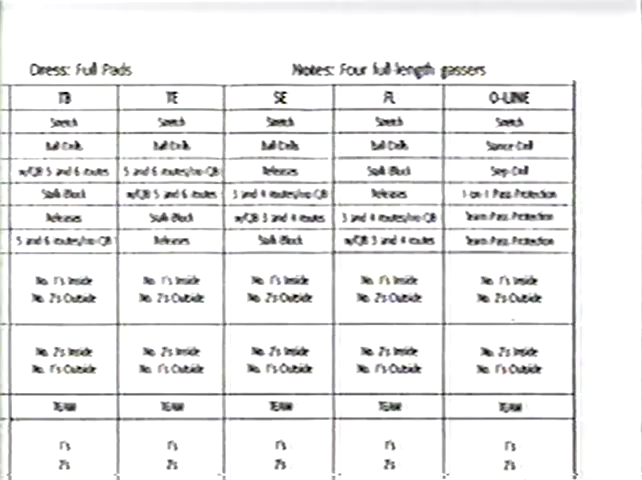 Dress: Full Pads Notes: Four full-length gassers
TB TE SE FL O-LINE
Stretch Stretch Stretch Stretch Stretch
Ball Drills Ball Drills Ball Drills Ball Drills Stance Drill
w/QB 5 and 6 routes 5 and 6 routes/no QB Releases Stalk Block Step Drill
Stalk Block w/QB 5 and 6 routes 3 and 4 routes/no QB Releases 1-on-1 Pass Protection
Releases Stalk Block w/QB 3 and 4 routes 3 and 4 routes/no QB Team Pass Protection
5 and 6 routes/no QB Releases Stalk Block w/QB 3 and 4 routes Team Pass Protection
No. 1's Inside No. 1's Inside No. 1's Inside No. 1's Inside No. 1's Inside
No. 2's Outside No. 2's Outside No. 2's Outside No. 2's Outside No. 2's Outside
No. 2's Inside No. 2's Inside No. 2's Inside No. 2's Inside No. 2's Inside
No. 1's Outside No. 1's Outside No. 1's Outside No. 1's Outside No. 1's Outside
TEAM TEAM TEAM TEAM TEAM
1's 1's 1's 1's 1's
2's 2's 2's 2's 2's